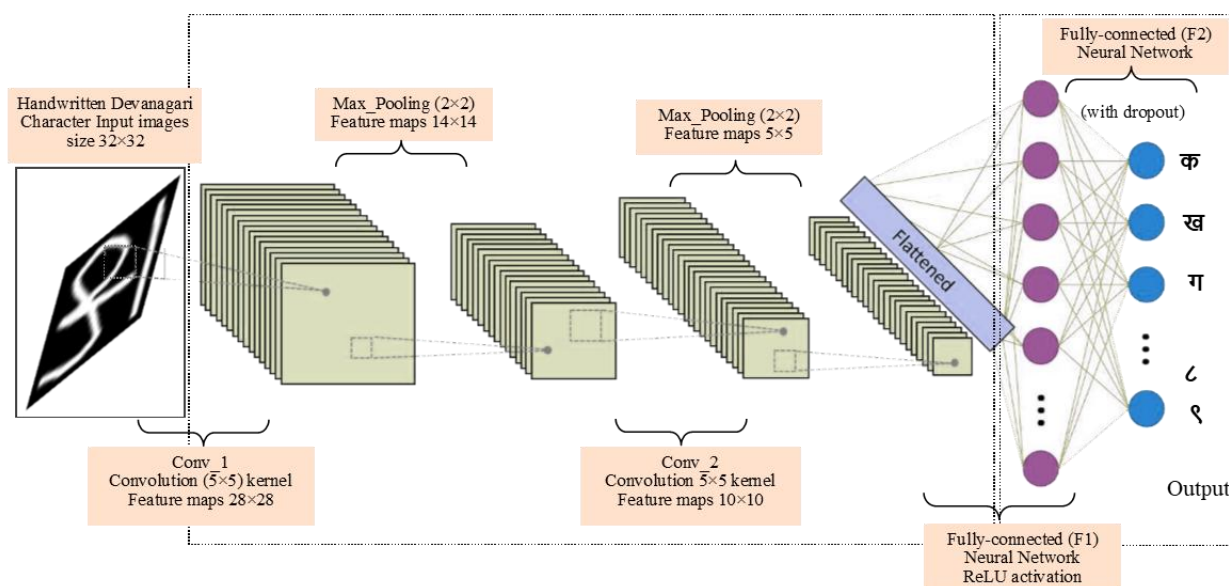 Handwritten Devanagari
Character Input images
size 32×32
Max_Pooling (2×2)
Feature maps 14×14
Max_Pooling (2×2)
Feature maps 5×5
Fully-connected (F2)
Neural Network
(with dropout)
Flattened
क
ख
ग
८
९
Output
Conv_1
Convolution (5×5) kernel
Feature maps 28×28
Conv_2
Convolution 5×5 kernel
Feature maps 10×10
Fully-connected (F1)
Neural Network
ReLU activation